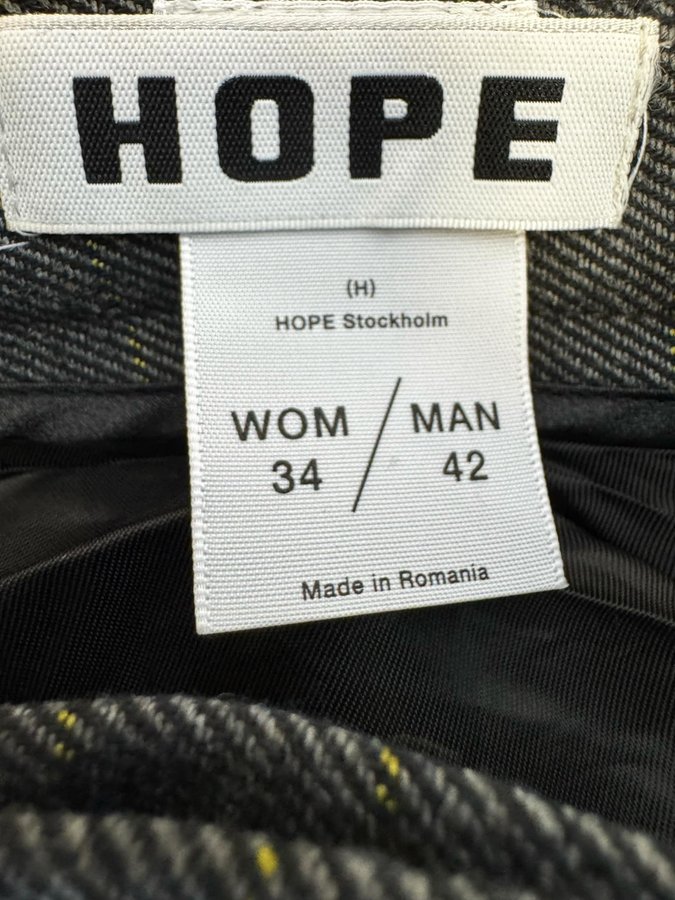 HOPE
(H)
HOPE Stockholm
WOM / MAN
34 / 42
Made in Romania